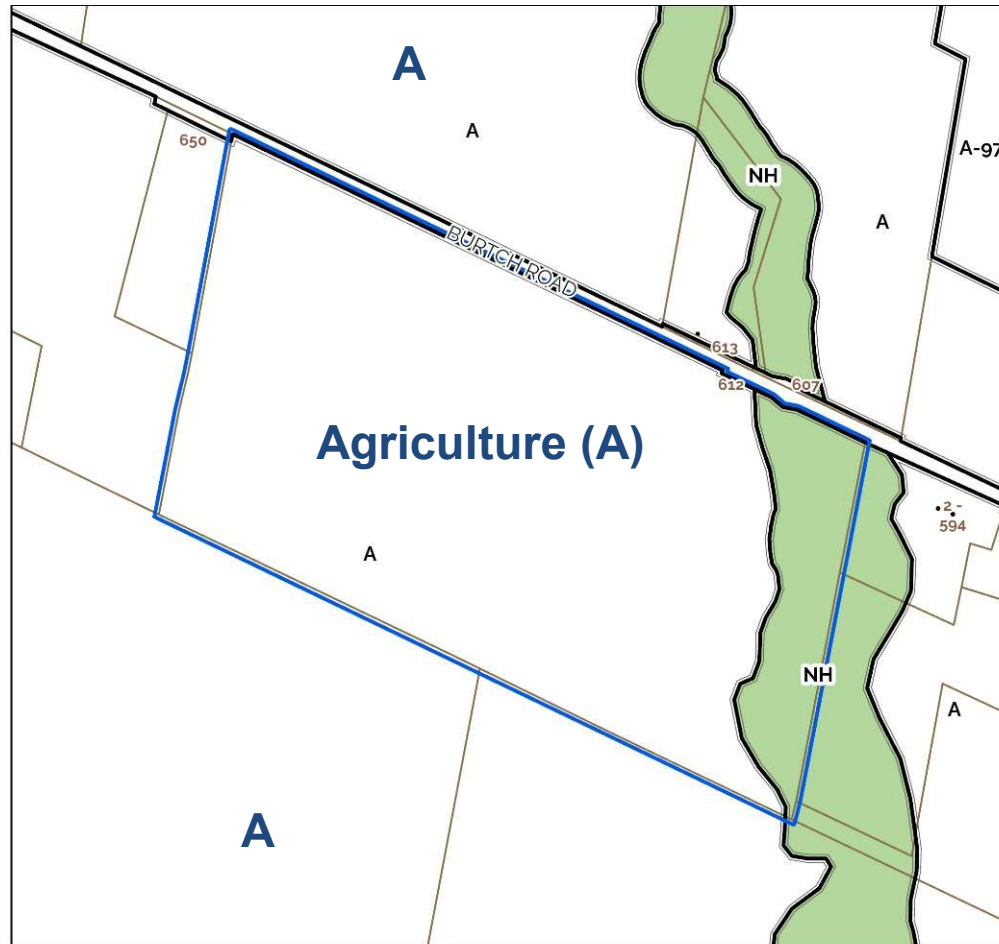 A
A
650
NH
A-97
A
BURTCH ROAD
613
612
607
Agriculture (A)
2 -
594
A
NH
A
A